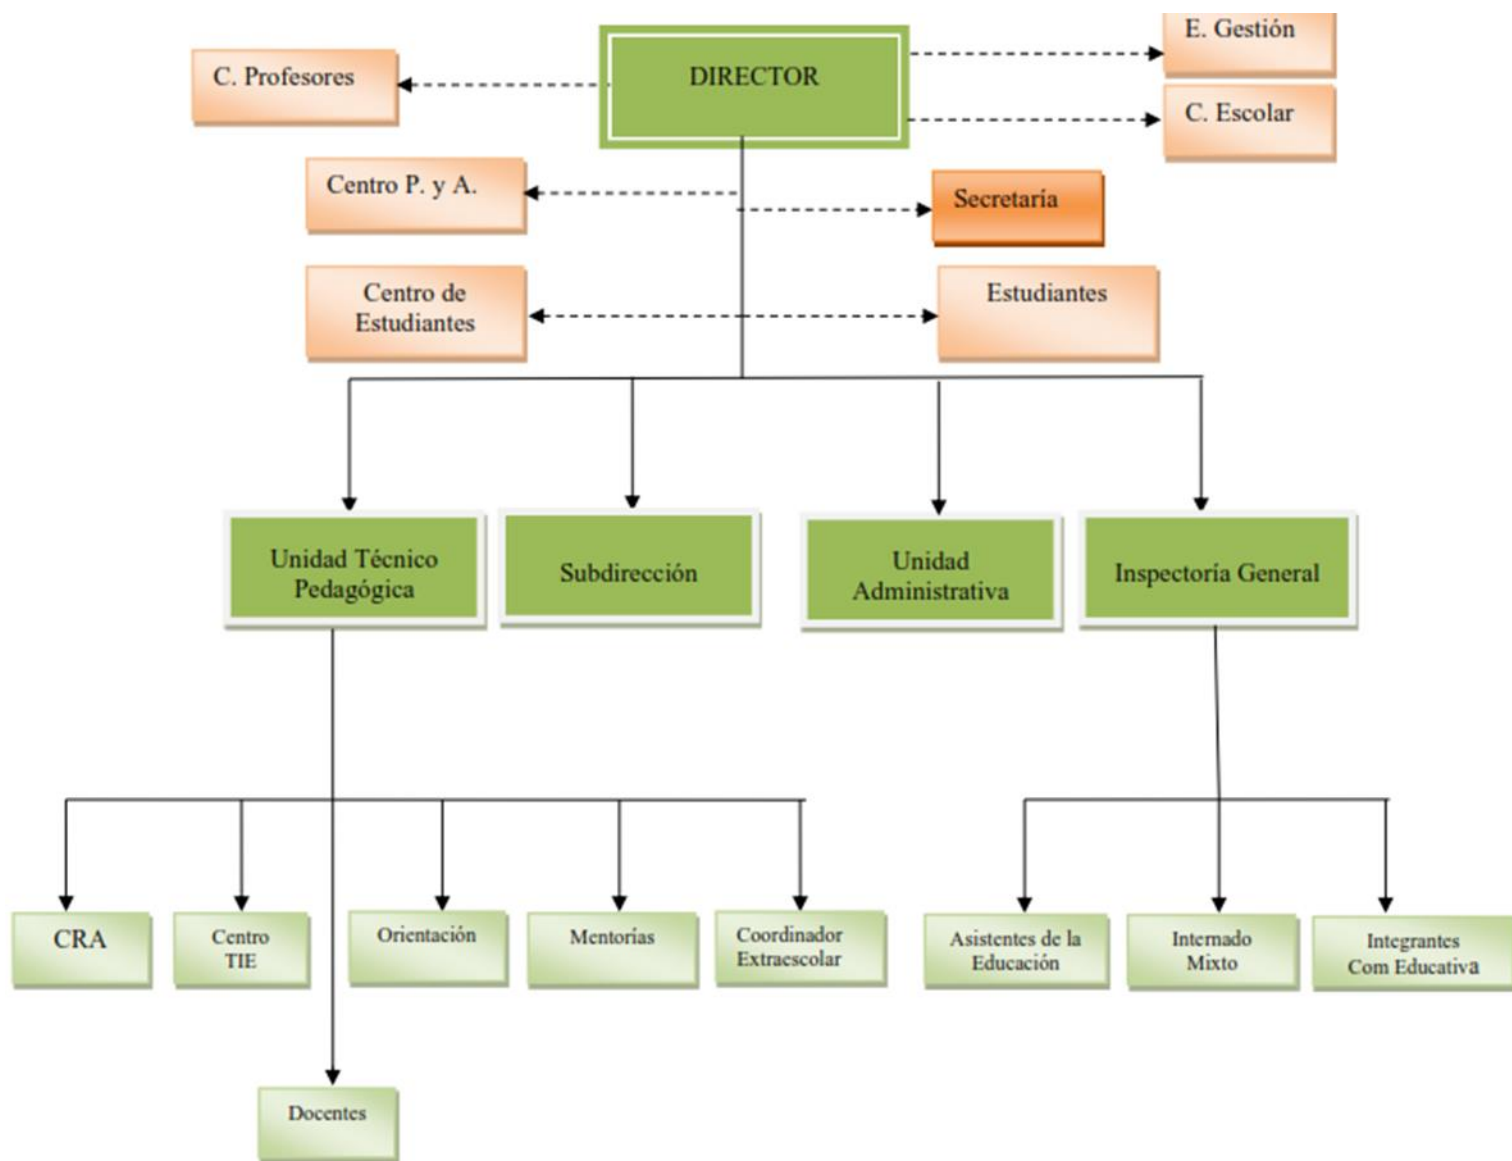 E. Gestión
C. Profesores
DIRECTOR
C. Escolar
Centro P. y A.
Secretaría
Centro de
Estudiantes
Estudiantes
Unidad Técnico
Pedagógica
Subdirección
Unidad
Administrativa
Inspectoría General
CRA
Centro
TIE
Orientación
Mentorías
Coordinador
Extraescolar
Asistentes de la
Educación
Internado
Mixto
Integrantes
Com Educativa
Docentes